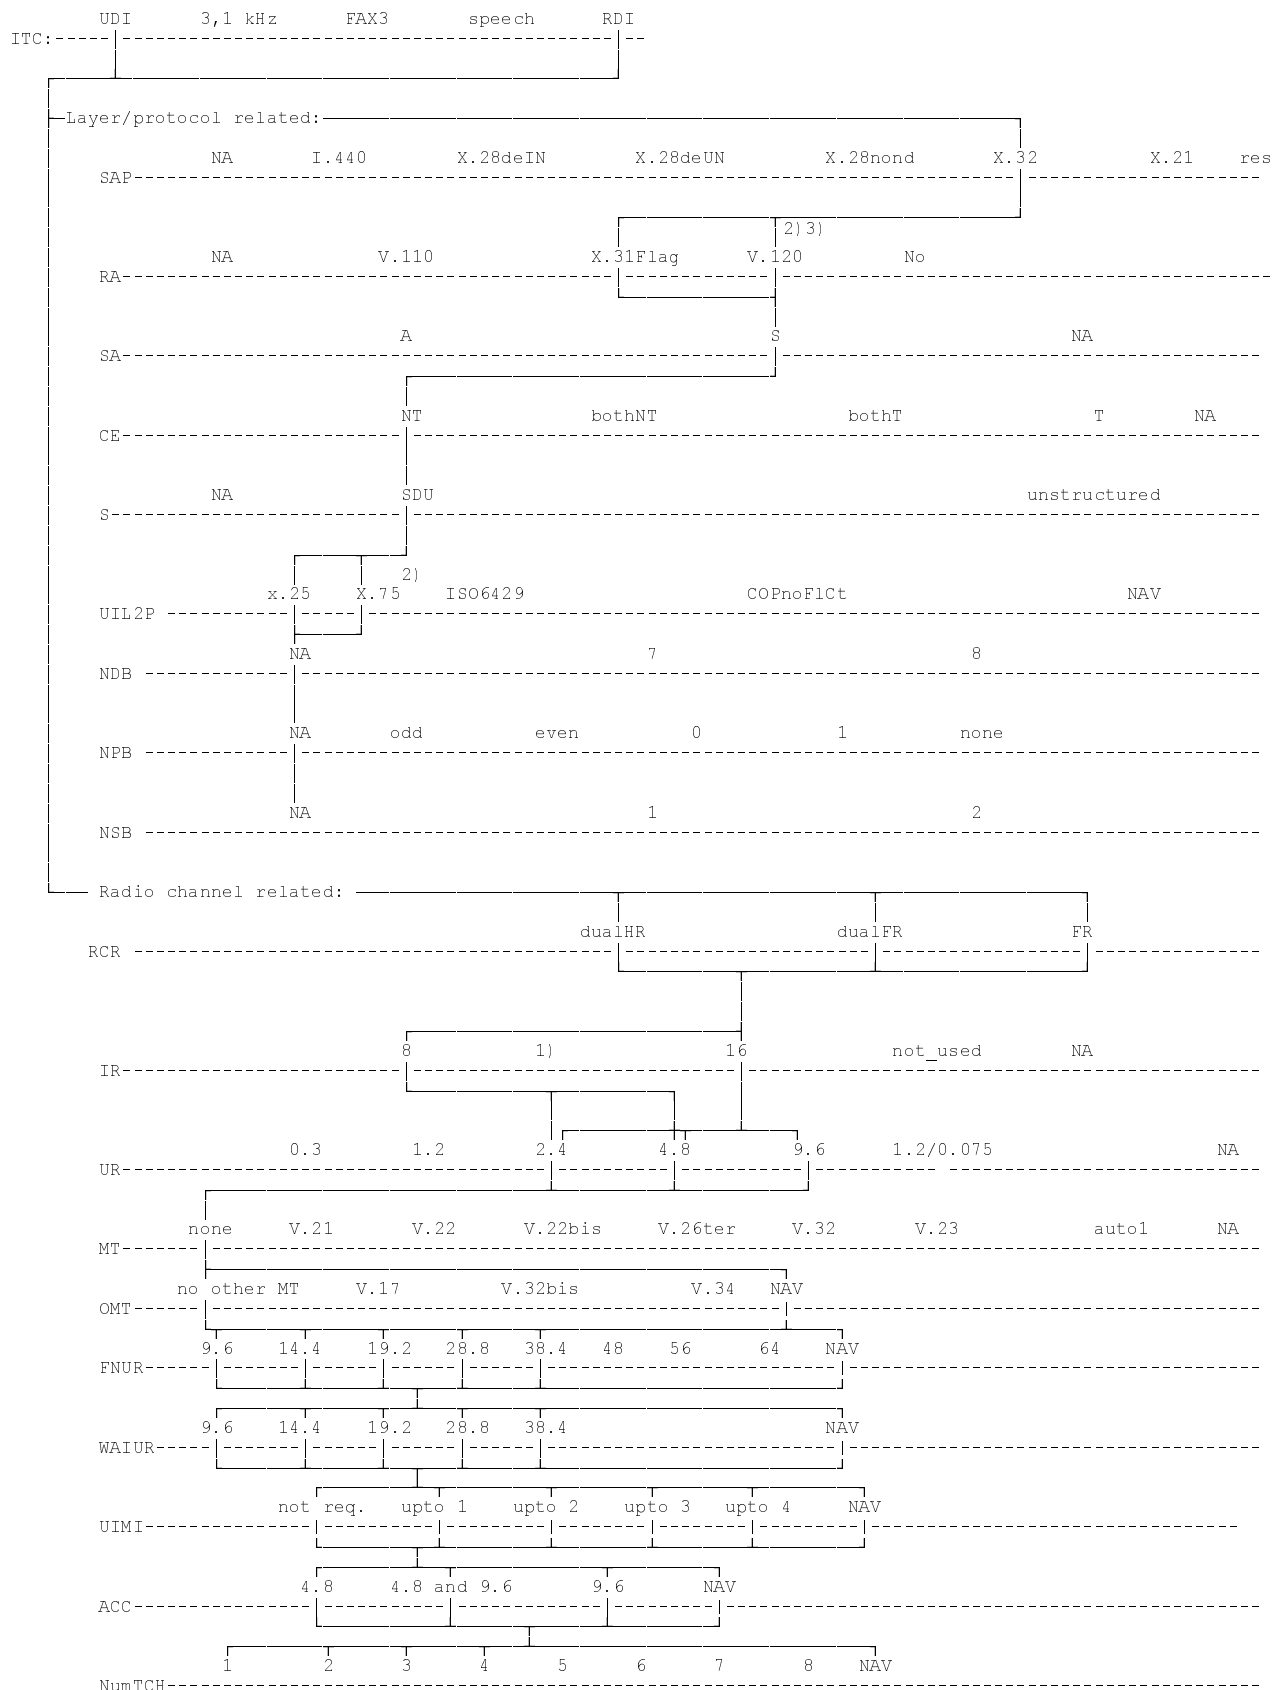 UDI 3,1 kHz FAX3 speech RDI
ITC:
Layer/protocol related:
NA I.440 X.28deIN X.28deUN X.28nond X.32 X.21 res
SAP
2)3)
NA V.110 X.31Flag V.120 No
RA
A S NA
SA
NT bothNT bothT T NA
CE
NA SDU unstructured
S
2)
x.25 X.75 ISO6429 COPnoFlCt NAV
UIL2P
NA 7 8
NDB
NA odd even 0 1 none
NPB
NA 1 2
NSB
Radio channel related:
dualHR dualFR FR
RCR
8 1) 16 not_used NA
IR
0.3 1.2 2.4 4.8 9.6 1.2/0.075 NA
UR
none V.21 V.22 V.22bis V.26ter V.32 V.23 auto1 NA
MT
no other MT V.17 V.32bis V.34 NAV
OMT
9.6 14.4 19.2 28.8 38.4 48 56 64 NAV
FNUR
9.6 14.4 19.2 28.8 38.4 NAV
WAIUR
not req. upto 1 upto 2 upto 3 upto 4 NAV
UIMI
4.8 4.8 and 9.6 9.6 NAV
ACC
1 2 3 4 5 6 7 8 NAV
NumTCH